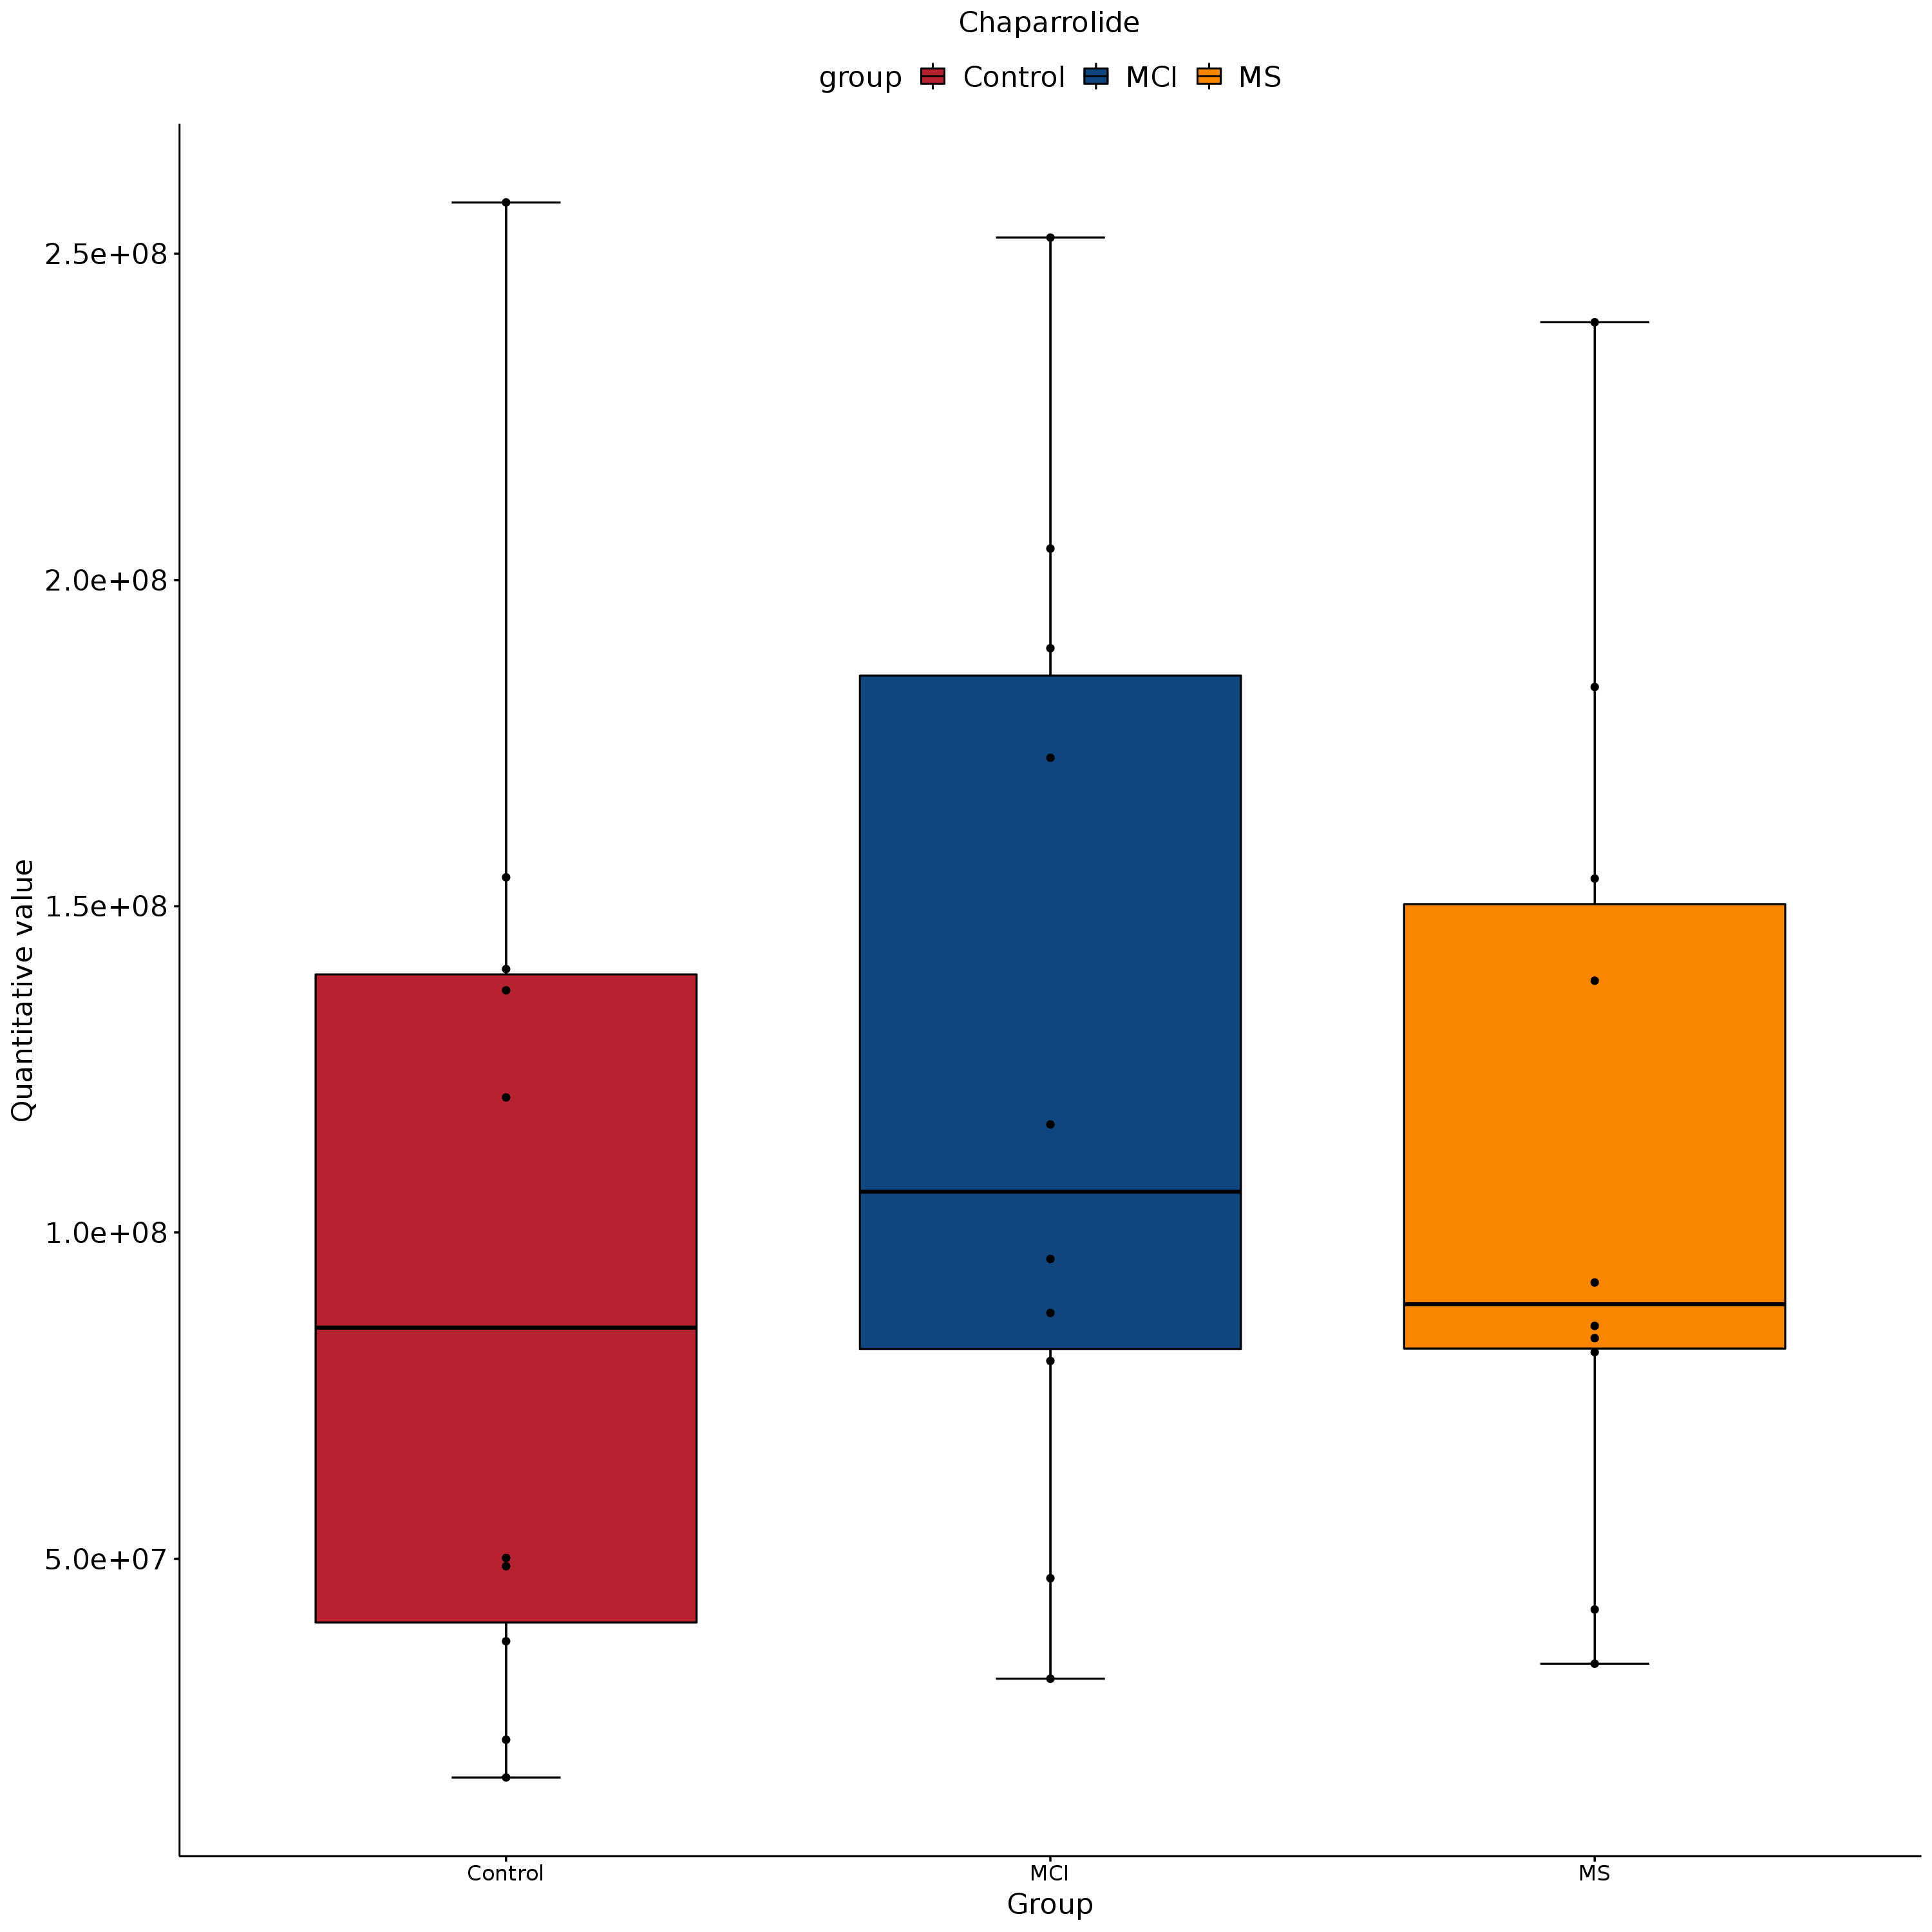 Chaparrolide
group Control MCI MS
Quantitative value
2.5e+08
2.0e+08
1.5e+08
1.0e+08
5.0e+07
Control MCI MS
Group